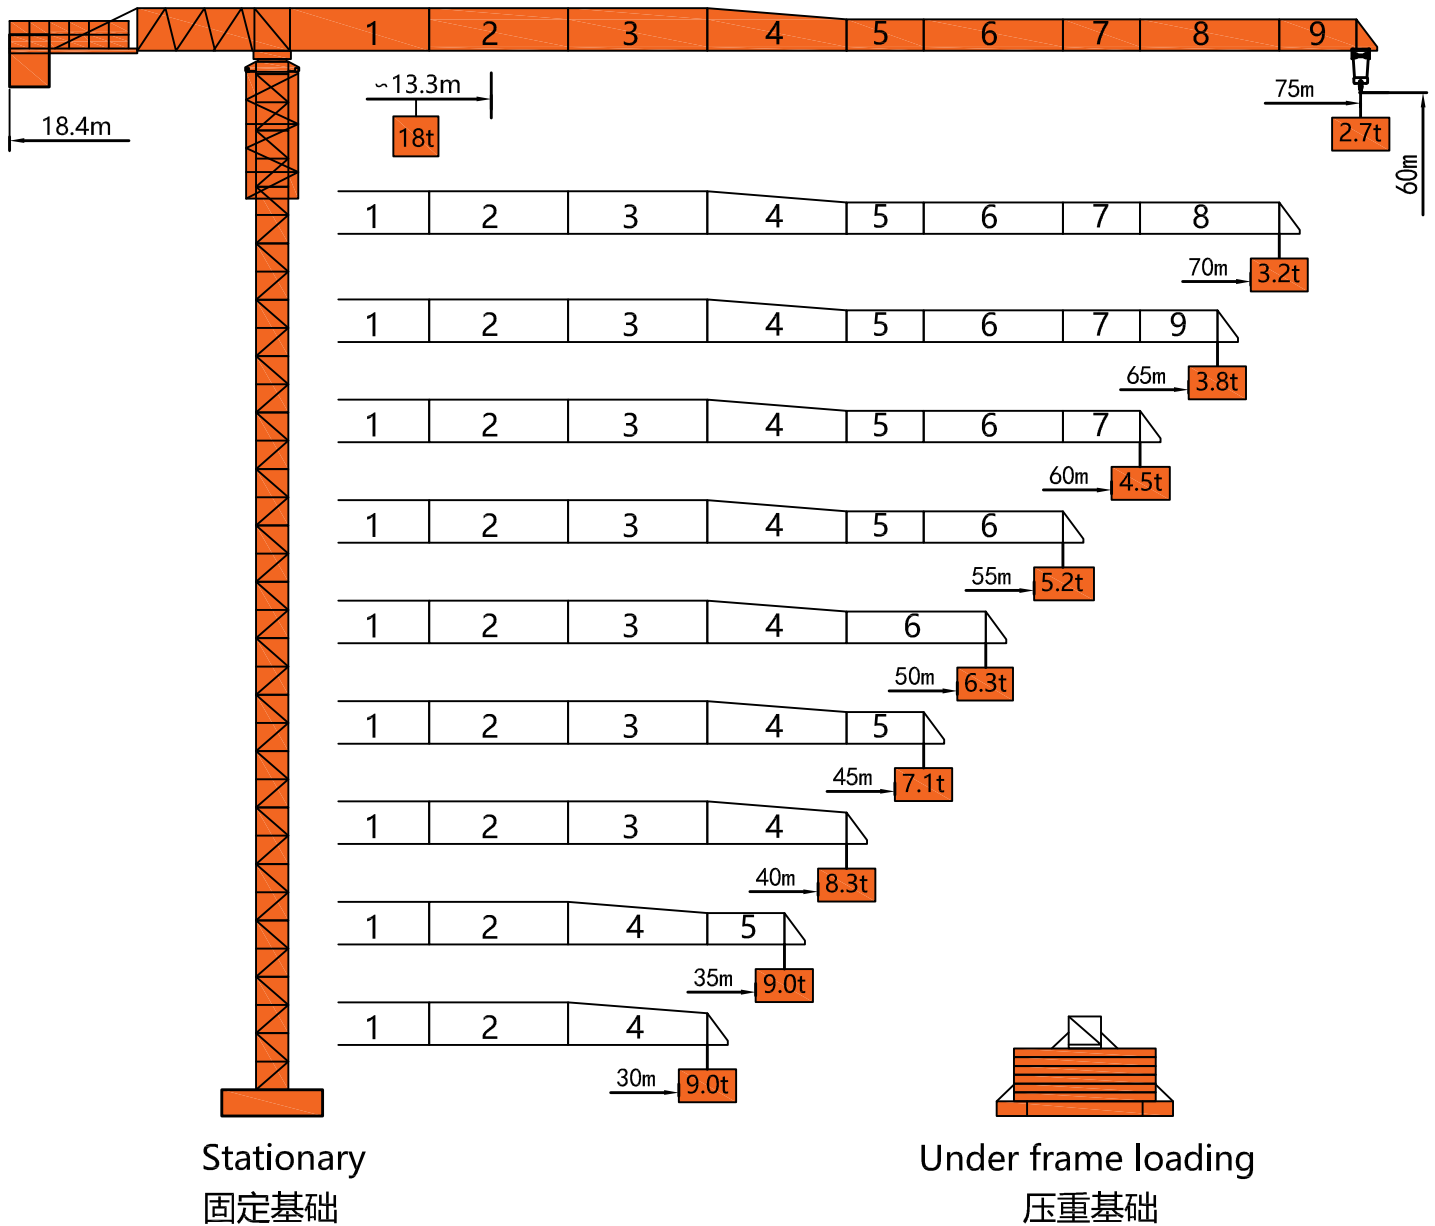 1 2 3 4 5 6 7 8 9
18.4m
~13.3m
18t
75m
2.7t
60m
1 2 3 4 5 6 7 8
70m
3.2t
1 2 3 4 5 6 7 9
65m
3.8t
1 2 3 4 5 6 7
60m
4.5t
1 2 3 4 5 6
55m
5.2t
1 2 3 4 6
50m
6.3t
1 2 3 4 5
45m
7.1t
1 2 3 4
40m
8.3t
1 2 4 5
35m
9.0t
1 2 4
30m
9.0t
Stationary
固定基础
Under frame loading
压重基础